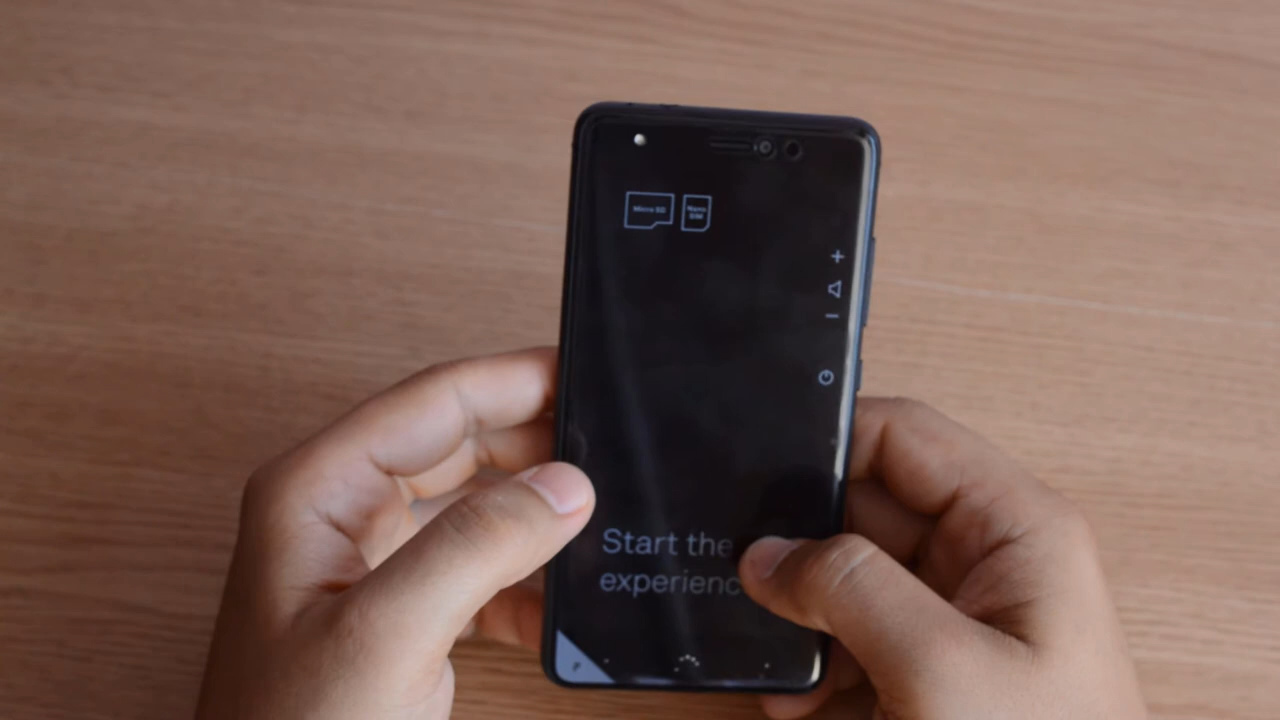 Micro SD
Nano
SIM
+
−
Start the
experienc